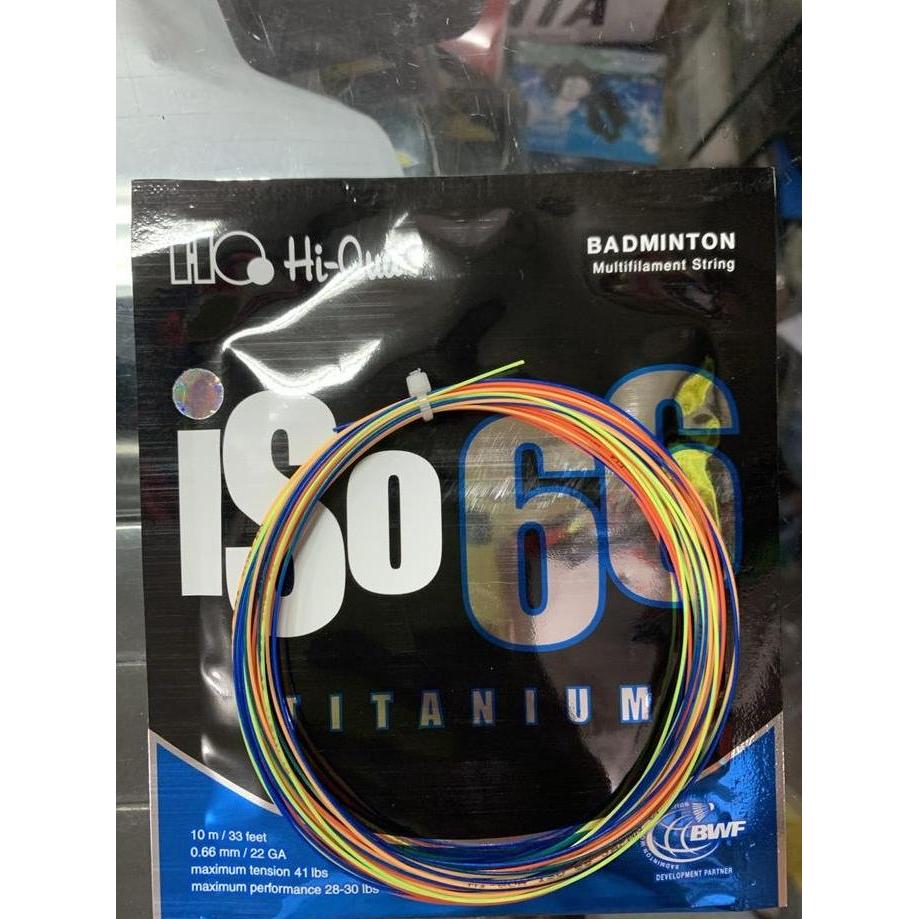 HQ Hi-Qua
BADMINTON
Multifilament String
iSo66
TITANIUM
10 m / 33 feet
0.66 mm / 22 GA
maximum tension 41 lbs
maximum performance 28-30 lbs
BWF
DEVELOPMENT PARTNER